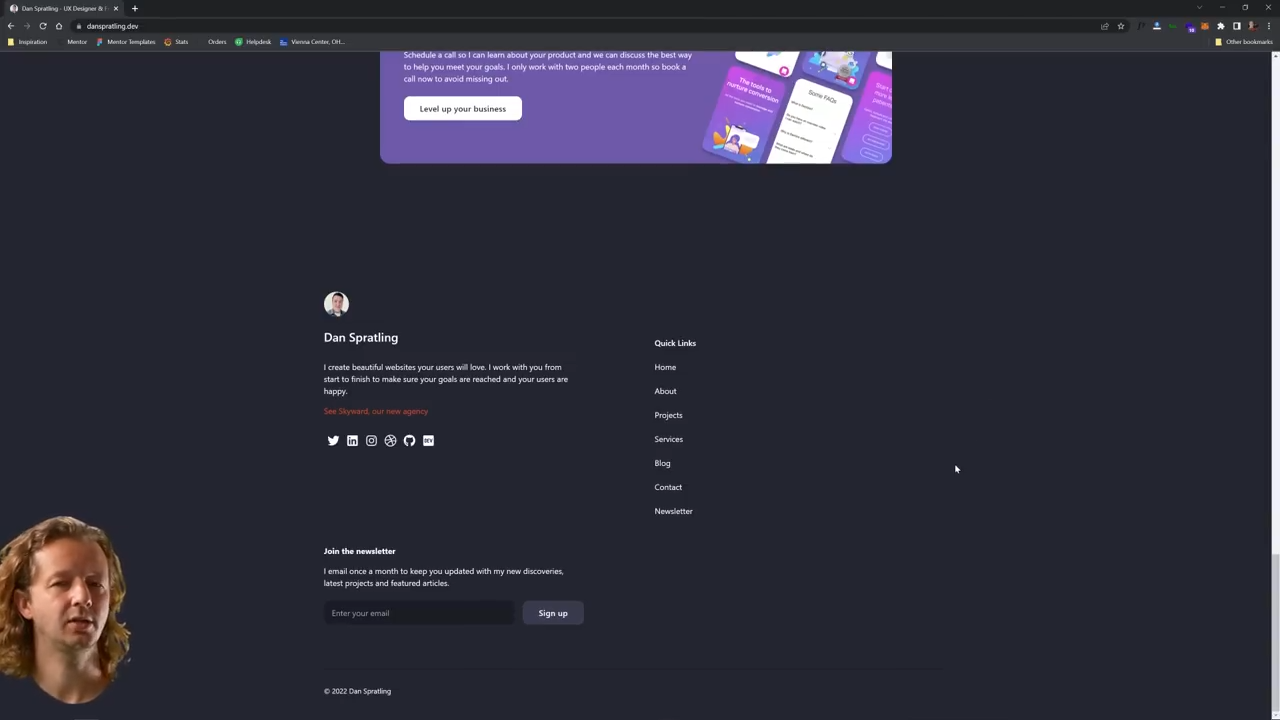 Dan Spratling - UX Designer &
danspratling.dev
Inspiration
Mentor
Mentor Templates
Stats
Orders
Helpdesk
Vienna Center, OH...
Other bookmarks
Schedule a call so I can learn about your product and we can discuss the best way
to help you meet your goals. I only work with two people each month so book a
call now to avoid missing out.
Level up your business
The tools to
nurture conversion
Some FAQs
Dan Spratling
I create beautiful websites your users will love. I work with you from
start to finish to make sure your goals are reached and your users are
happy.
See Skyward, our new agency
DEV
Quick Links
Home
About
Projects
Services
Blog
Contact
Newsletter
Join the newsletter
I email once a month to keep you updated with my new discoveries,
latest projects and featured articles.
Enter your email
Sign up
© 2022 Dan Spratling